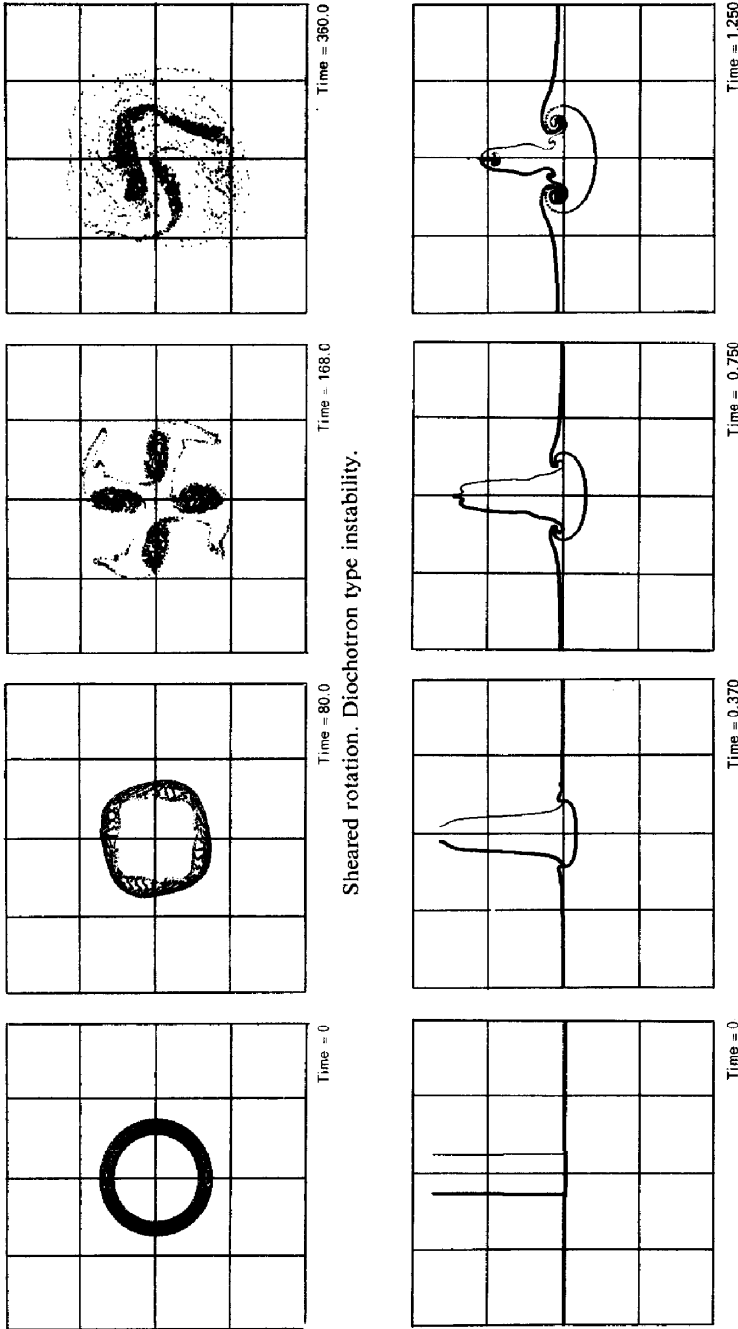 Time = 0
Time = 80.0
Time = 168.0
Time = 360.0
Sheared rotation. Diochotron type instability.
Time = 0
Time = 0.370
Time = 0.750
Time = 1.250